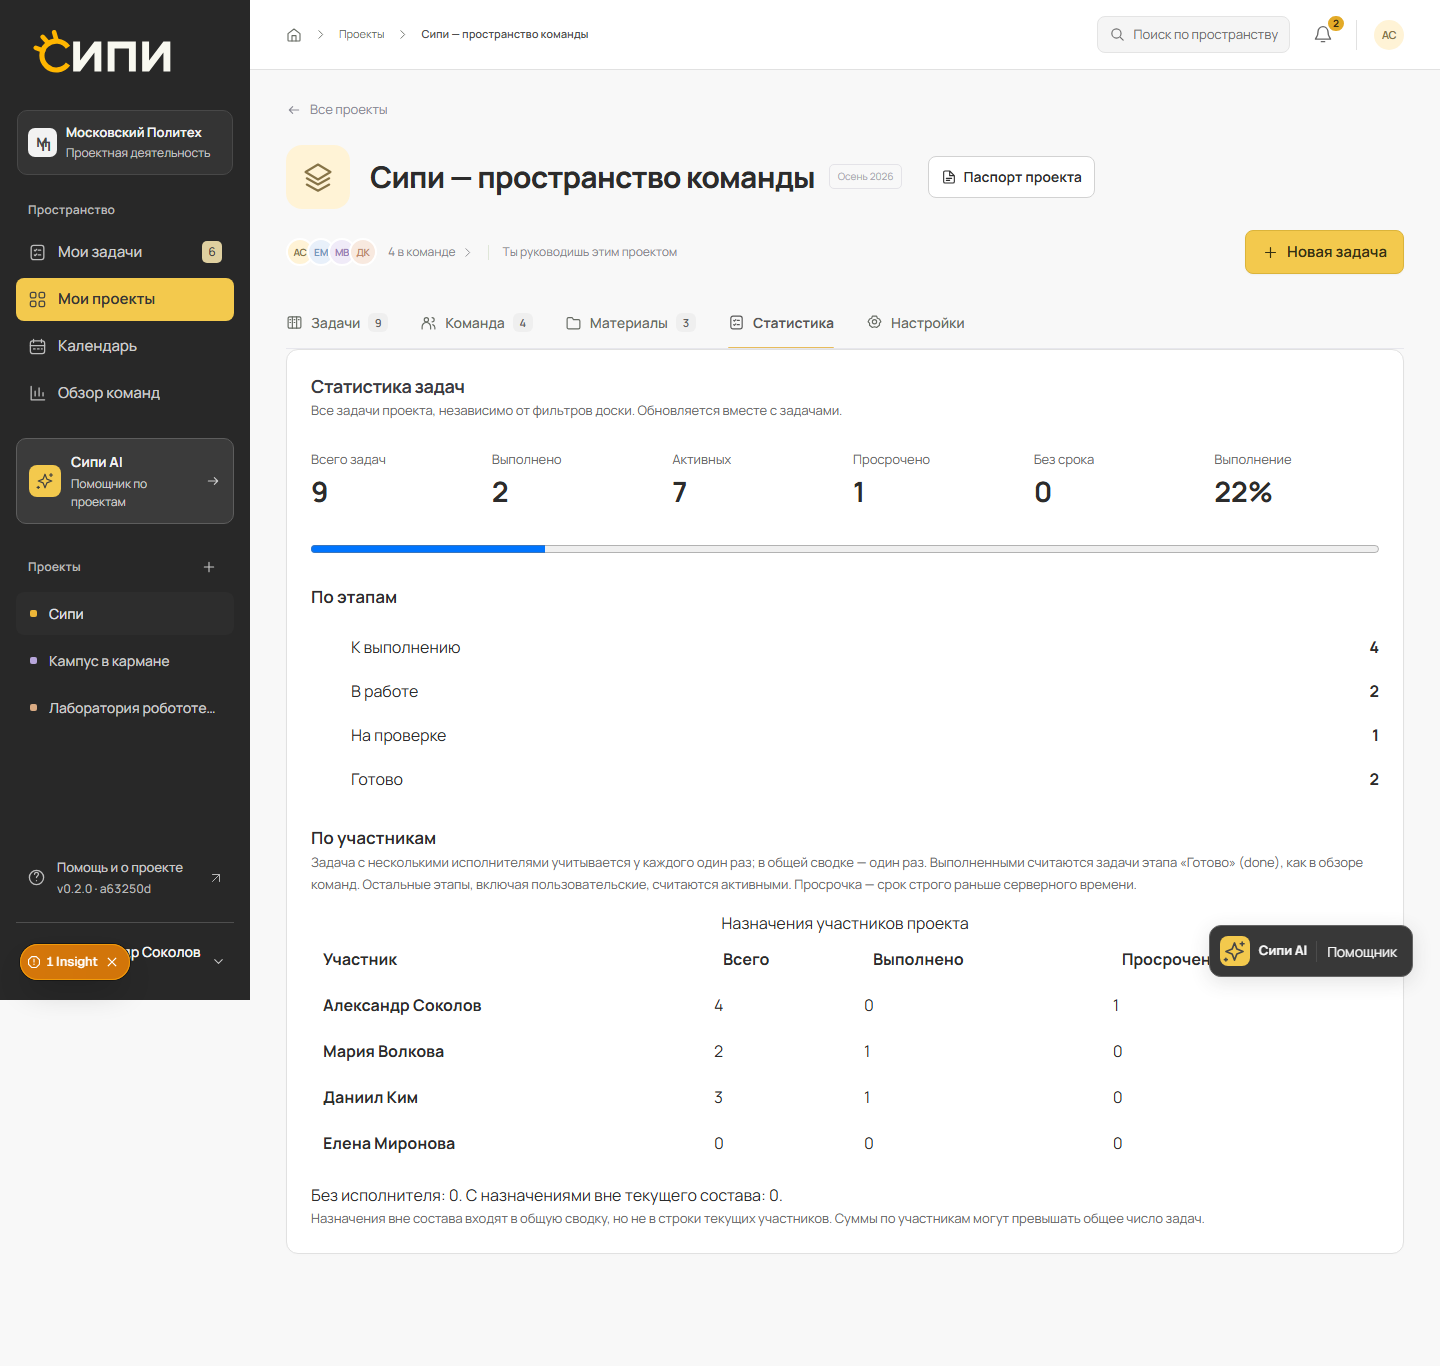 Сипи
Проекты
Сипи — пространство команды
Поиск по пространству
2
АС
МП
Московский Политех
Проектная деятельность
Пространство
Мои задачи
6
Мои проекты
Календарь
Обзор команд
Сипи AI
Помощник по
проектам
Проекты
Сипи
Кампус в кармане
Лаборатория робототе...
Помощь и о проекте
v0.2.0 · a63250d
1 Insight
др Соколов
Все проекты
Сипи — пространство команды
Осень 2026
Паспорт проекта
АС ЕМ МВ ДК
4 в команде
Ты руководишь этим проектом
Новая задача
Задачи 9
Команда 4
Материалы 3
Статистика
Настройки
Статистика задач
Все задачи проекта, независимо от фильтров доски. Обновляется вместе с задачами.
Всего задач Выполнено Активных Просрочено Без срока Выполнение
9 2 7 1 0 22%
По этапам
К выполнению 4
В работе 2
На проверке 1
Готово 2
По участникам
Задача с несколькими исполнителями учитывается у каждого один раз; в общей сводке — один раз. Выполненными считаются задачи этапа «Готово» (done), как в обзоре
команд. Остальные этапы, включая пользовательские, считаются активными. Просрочка — срок строго раньше серверного времени.
Назначения участников проекта
Участник Всего Выполнено Просрочен
Александр Соколов 4 0 1
Мария Волкова 2 1 0
Даниил Ким 3 1 0
Елена Миронова 0 0 0
Без исполнителя: 0. С назначениями вне текущего состава: 0.
Назначения вне состава входят в общую сводку, но не в строки текущих участников. Суммы по участникам могут превышать общее число задач.
Сипи AI Помощник